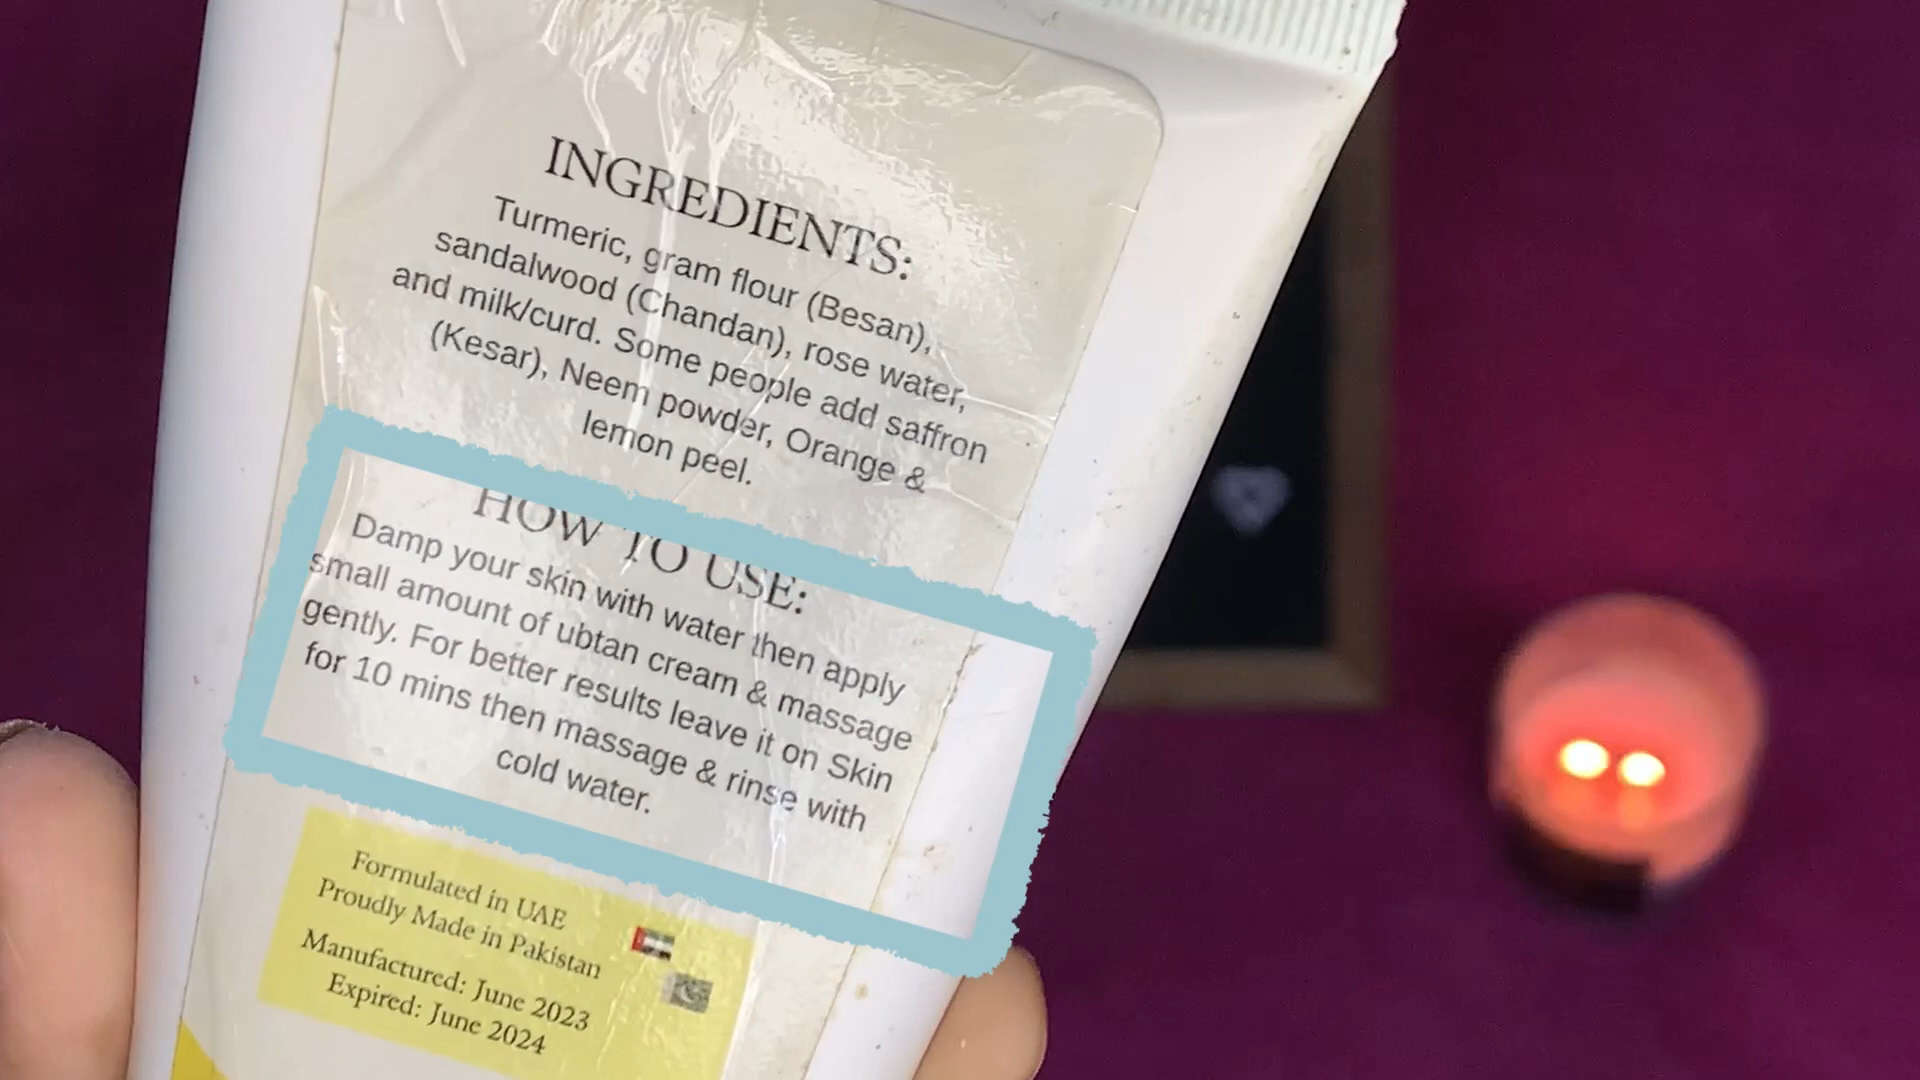 INGREDIENTS:
Turmeric, gram flour (Besan),
sandalwood (Chandan), rose water,
and milk/curd. Some people add saffron
(Kesar), Neem powder, Orange &
lemon peel.
HOW TO USE:
Damp your skin with water then apply
small amount of ubtan cream & massage
gently. For better results leave it on Skin
for 10 mins then massage & rinse with
cold water.
Formulated in UAE
Proudly Made in Pakistan
Manufactured: June 2023
Expired: June 2024